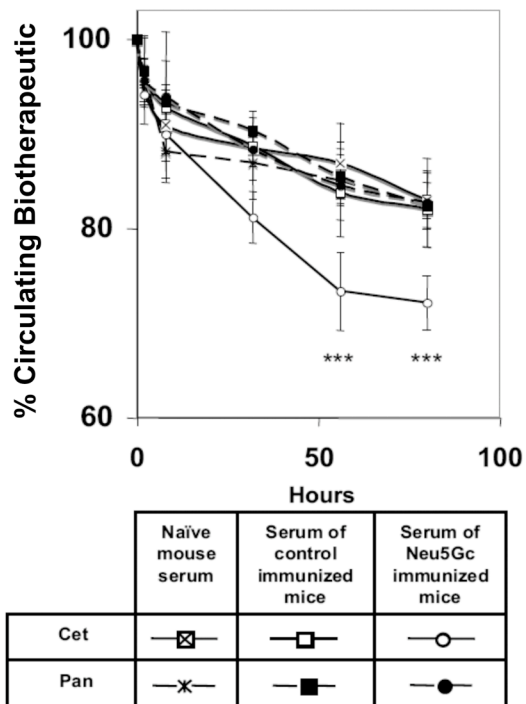 % Circulating Biotherapeutic
100
80
60
0
50
100
***
***
Hours
Naïve
mouse
serum
Serum of
control
immunized
mice
Serum of
Neu5Gc
immunized
mice
Cet
Pan